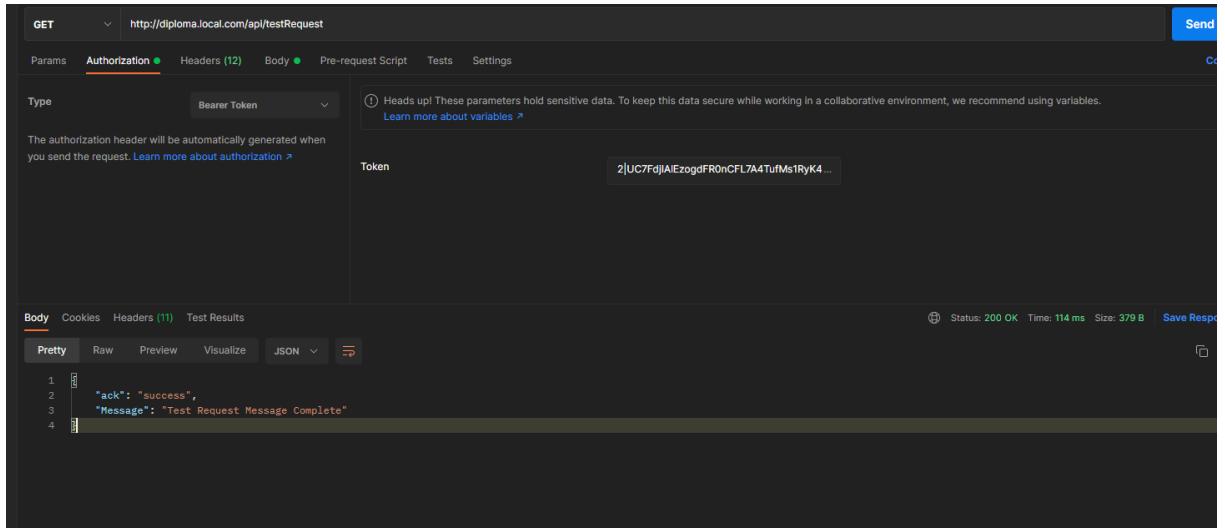 GET http://diploma.local.com/api/testRequest Send
Params Authorization Headers (12) Body Pre-request Script Tests Settings
Type Bearer Token
Heads up! These parameters hold sensitive data. To keep this data secure while working in a collaborative environment, we recommend using variables.
Learn more about variables ↗
The authorization header will be automatically generated when
you send the request. Learn more about authorization ↗
Token 2|UC7FdjIAlEzogdFR0nCFL7A4TufMs1RyK4...
Body Cookies Headers (11) Test Results Status: 200 OK Time: 114 ms Size: 379 B Save Respo
Pretty Raw Preview Visualize JSON
1 {
2 "ack": "success",
3 "Message": "Test Request Message Complete"
4 }